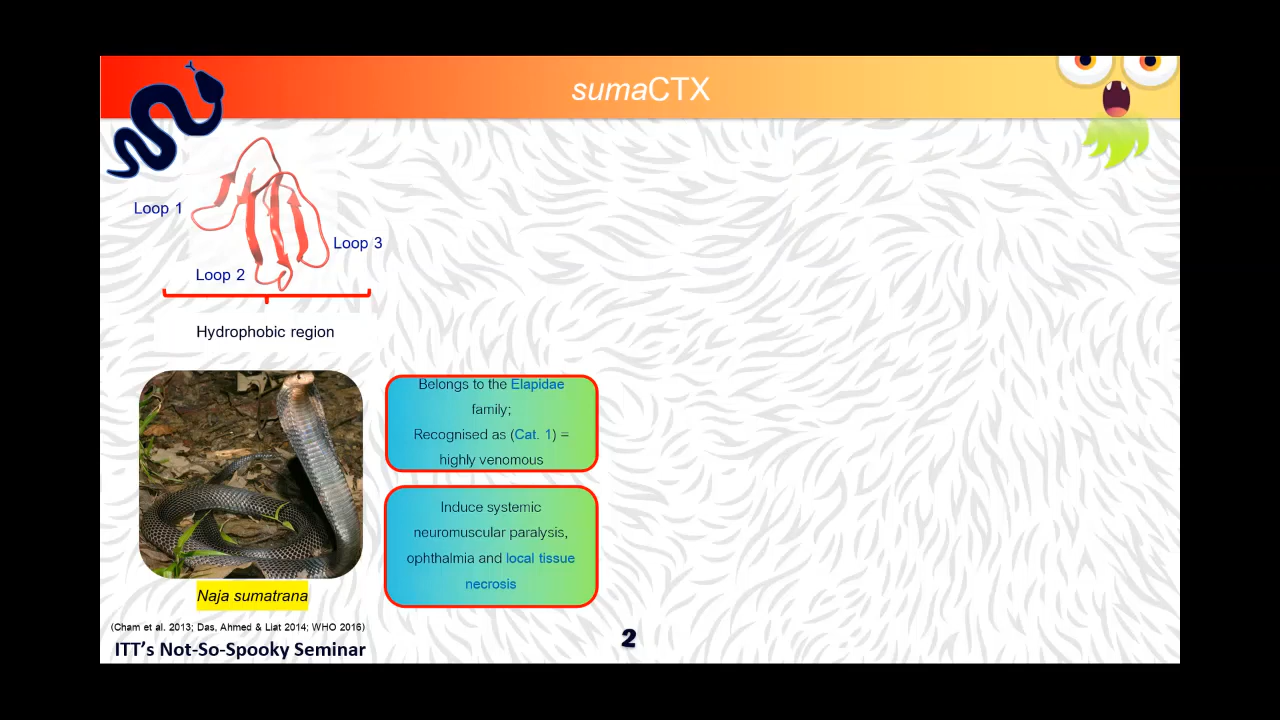 sumaCTX
Loop 1
Loop 3
Loop 2
Hydrophobic region
Belongs to the Elapidae
family;
Recognised as (Cat. 1) =
highly venomous
Induce systemic
neuromuscular paralysis,
ophthalmia and local tissue
necrosis
Naja sumatrana
(Cham et al. 2013; Das, Ahmed & Liat 2014; WHO 2016)
ITT's Not-So-Spooky Seminar
2